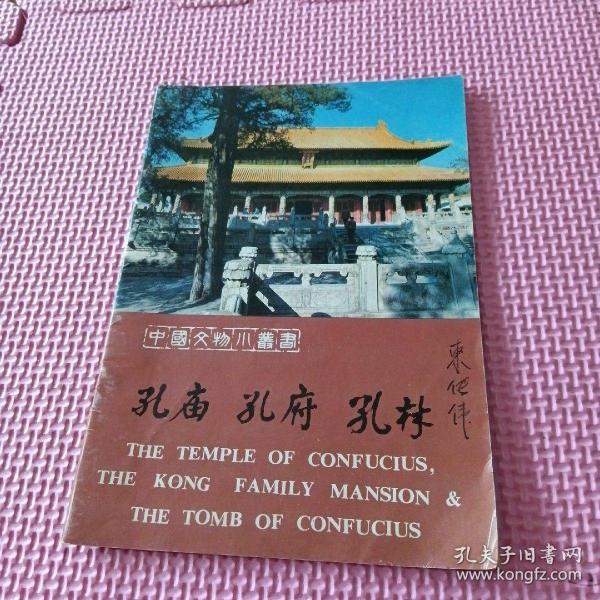 中國文物小叢書
孔庙 孔府 孔林
THE TEMPLE OF CONFUCIUS,
THE KONG FAMILY MANSION &
THE TOMB OF CONFUCIUS
孔夫子旧書网
www.kongfz.com